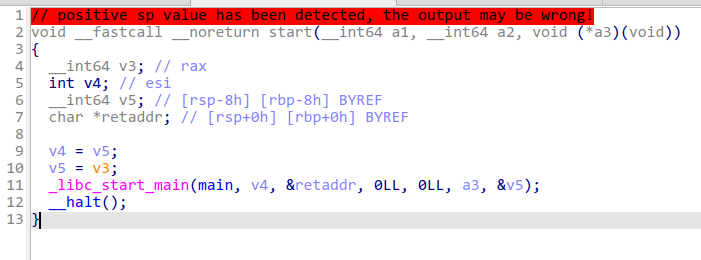 1 // positive sp value has been detected, the output may be wrong!
2 void __fastcall __noreturn start(__int64 a1, __int64 a2, void (*a3)(void))
3 {
4   __int64 v3; // rax
5   int v4; // esi
6   __int64 v5; // [rsp-8h] [rbp-8h] BYREF
7   char *retaddr; // [rsp+0h] [rbp+0h] BYREF
8
9   v4 = v5;
10   v5 = v3;
11   _libc_start_main(main, v4, &retaddr, 0LL, 0LL, a3, &v5);
12   __halt();
13 }